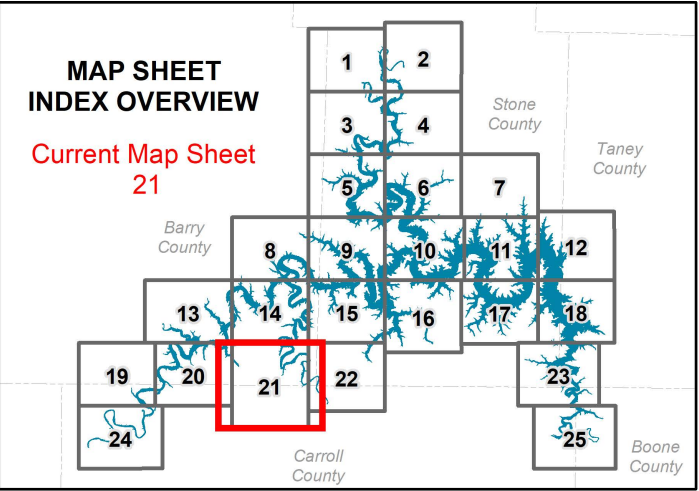 MAP SHEET
INDEX OVERVIEW
Current Map Sheet
21
1
2
3
4
Stone
County
Taney
County
5
6
7
Barry
County
8
9
10
11
12
13
14
15
16
17
18
19
20
21
22
23
24
25
Carroll
County
Boone
County